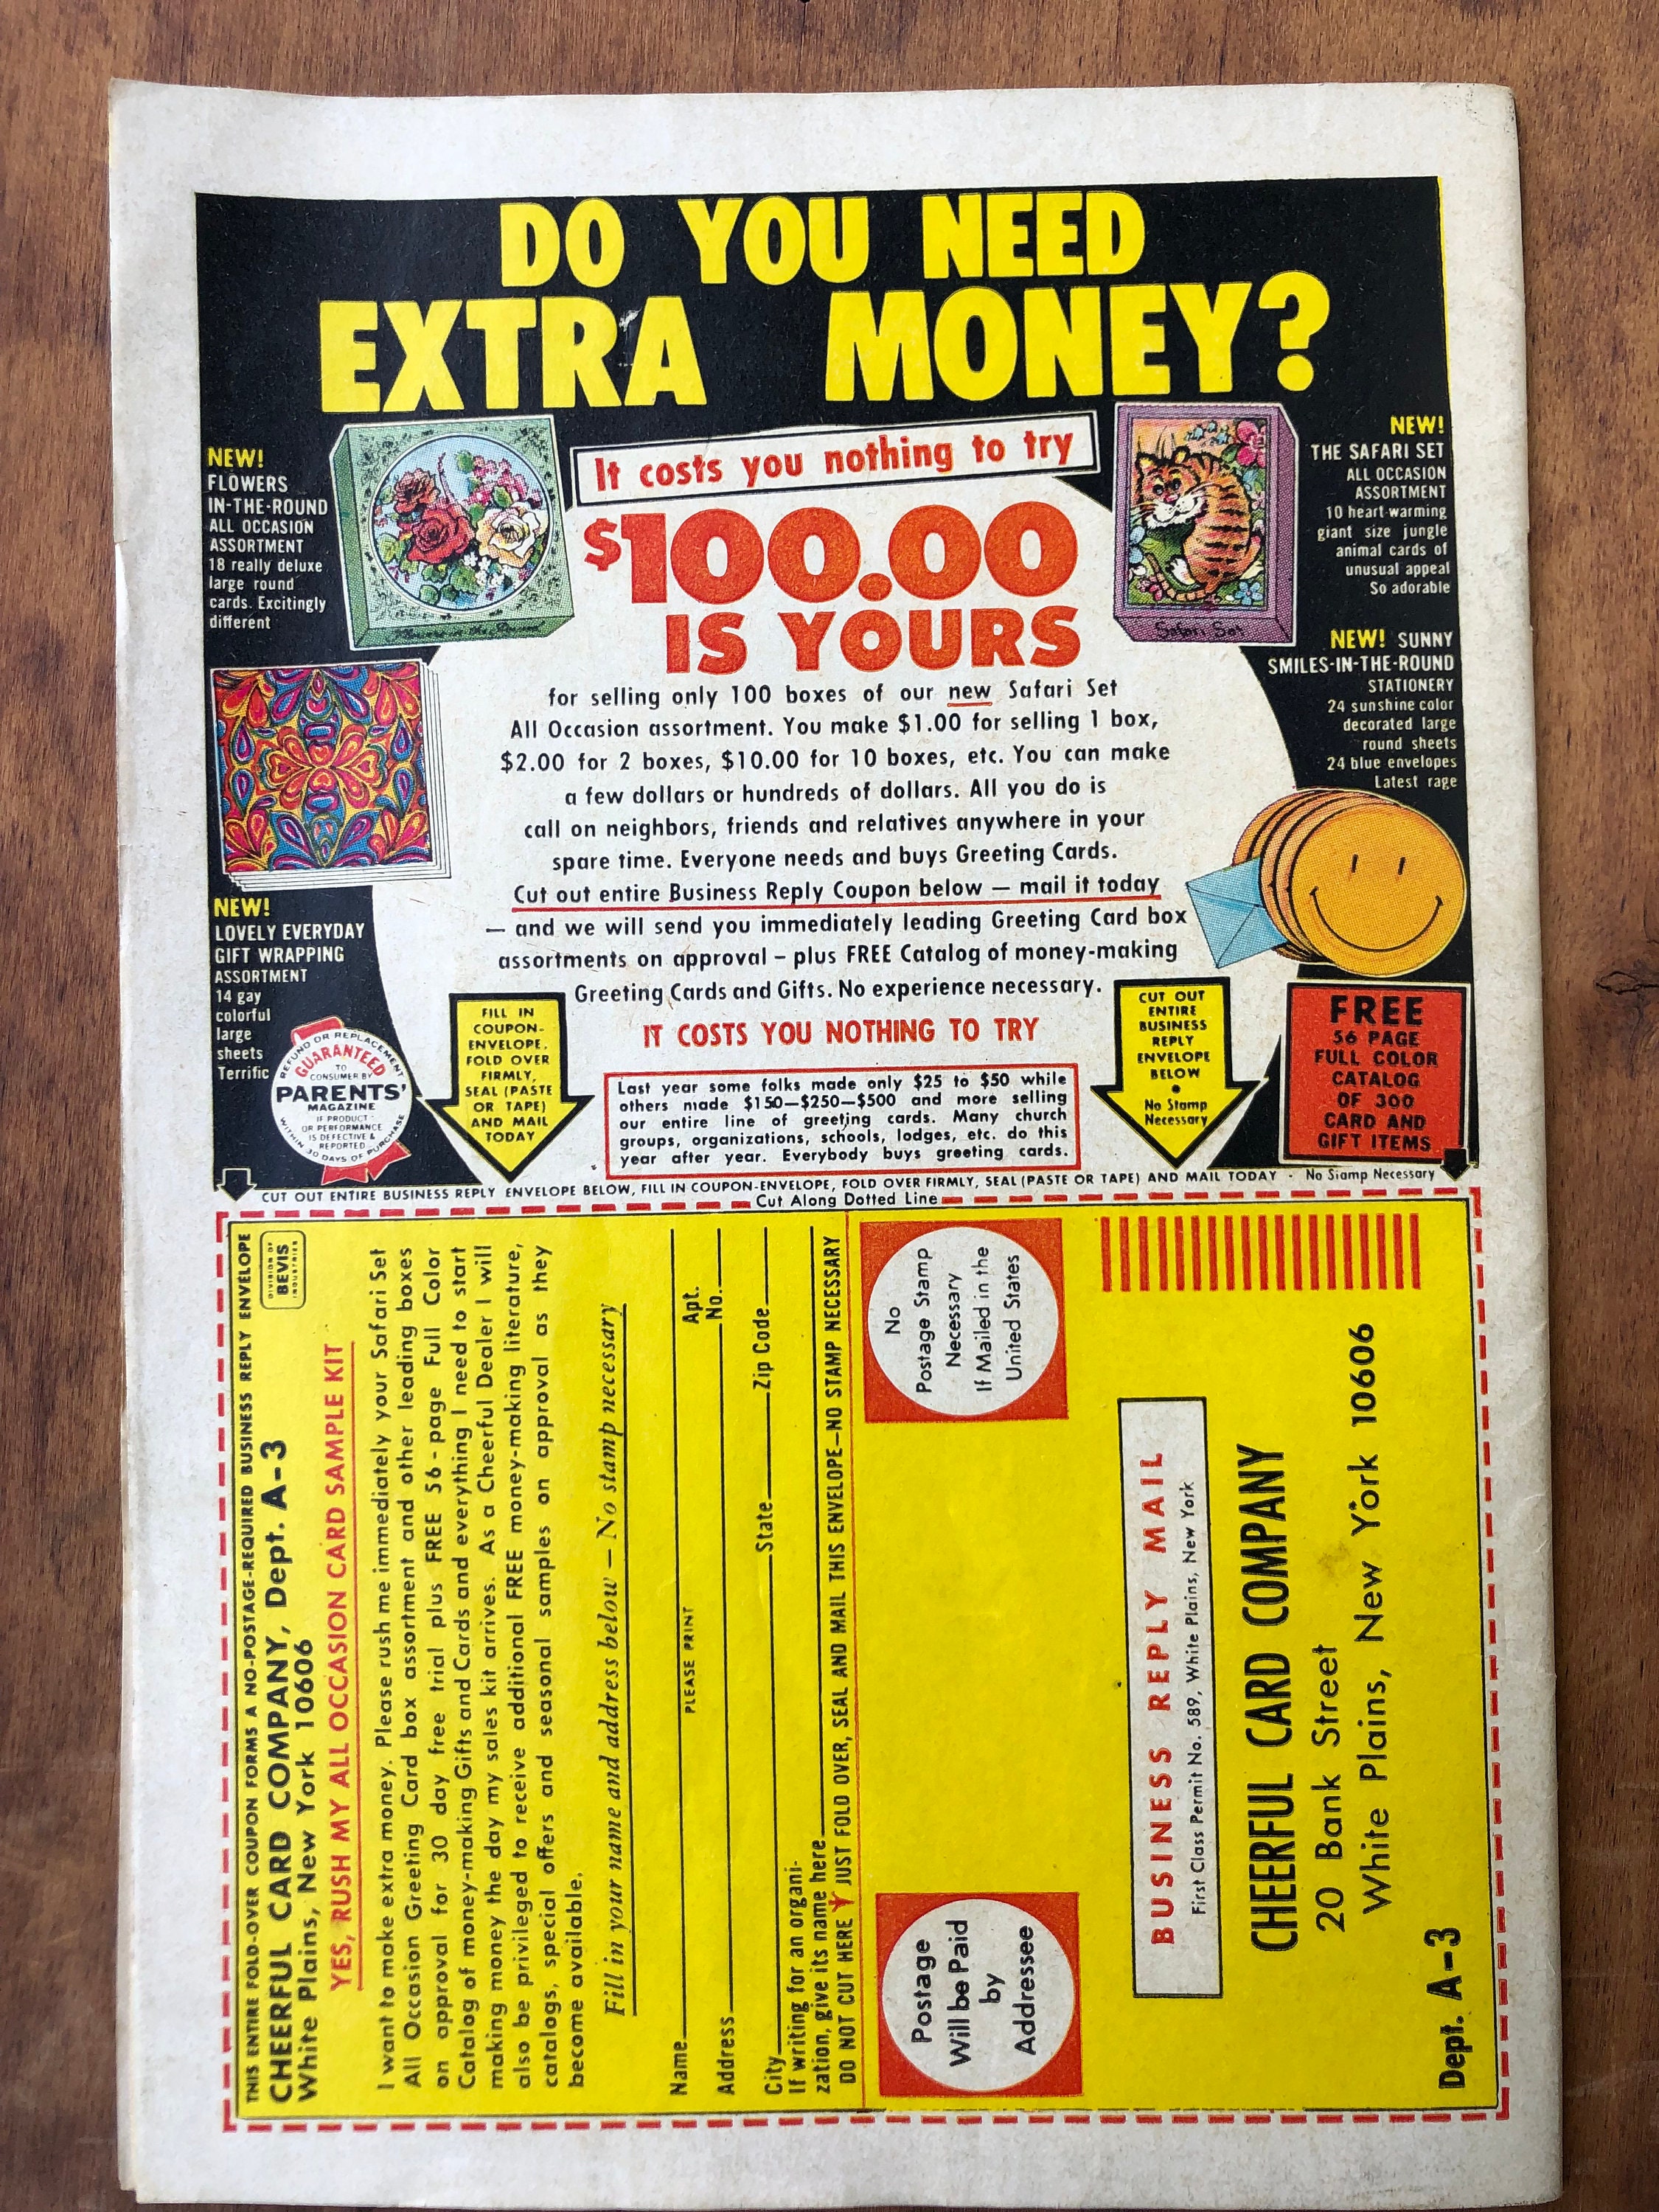 DO YOU NEED
EXTRA MONEY?
It costs you nothing to try
$100.00
IS YOURS
for selling only 100 boxes of our new Safari Set
All Occasion assortment. You make $1.00 for selling 1 box,
$2.00 for 2 boxes, $10.00 for 10 boxes, etc. You can make
a few dollars or hundreds of dollars. All you do is
call on neighbors, friends and relatives anywhere in your
spare time. Everyone needs and buys Greeting Cards.
Cut out entire Business Reply Coupon below — mail it today
— and we will send you immediately leading Greeting Card box
assortments on approval – plus FREE Catalog of money-making
Greeting Cards and Gifts. No experience necessary.
IT COSTS YOU NOTHING TO TRY
Last year some folks made only $25 to $50 while
others made $150—$250—$500 and more selling
our entire line of greeting cards. Many church
groups, organizations, schools, lodges, etc. do this
year after year. Everybody buys greeting cards.
NEW!
FLOWERS
IN-THE-ROUND
ALL OCCASION
ASSORTMENT
18 really deluxe
large round
cards. Excitingly
different
Flowers in the Round
NEW!
LOVELY EVERYDAY
GIFT WRAPPING
ASSORTMENT
14 gay
colorful
large
sheets
Terrific
REFUND OR REPLACEMENT
GUARANTEED
TO
CONSUMER BY
PARENTS'
MAGAZINE
IF PRODUCT
OR PERFORMANCE
IS DEFECTIVE &
REPORTED
WITHIN 30 DAYS OF PURCHASE
FILL IN
COUPON-
ENVELOPE,
FOLD OVER
FIRMLY,
SEAL (PASTE
OR TAPE)
AND MAIL
TODAY
NEW!
THE SAFARI SET
ALL OCCASION
ASSORTMENT
10 heart-warming
giant size jungle
animal cards of
unusual appeal
So adorable
Safari Set
NEW! SUNNY
SMILES-IN-THE-ROUND
STATIONERY
24 sunshine color
decorated large
round sheets
24 blue envelopes
Latest rage
CUT OUT
ENTIRE
BUSINESS
REPLY
ENVELOPE
BELOW
•
No Stamp
Necessary
FREE
56 PAGE
FULL COLOR
CATALOG
OF 300
CARD AND
GIFT ITEMS
CUT OUT ENTIRE BUSINESS REPLY ENVELOPE BELOW, FILL IN COUPON-ENVELOPE, FOLD OVER FIRMLY, SEAL (PASTE OR TAPE) AND MAIL TODAY · No Stamp Necessary
Cut Along Dotted Line
THIS ENTIRE FOLD-OVER COUPON FORMS A NO-POSTAGE-REQUIRED BUSINESS REPLY ENVELOPE
CHEERFUL CARD COMPANY, Dept. A-3
White Plains, New York 10606
DIVISION OF
BEVIS
INDUSTRIES
YES, RUSH MY ALL OCCASION CARD SAMPLE KIT
I want to make extra money. Please rush me immediately your Safari Set
All Occasion Greeting Card box assortment and other leading boxes
on approval for 30 day free trial plus FREE 56-page Full Color
Catalog of money-making Gifts and Cards and everything I need to start
making money the day my sales kit arrives. As a Cheerful Dealer I will
also be privileged to receive additional FREE money-making literature,
catalogs, special offers and seasonal samples on approval as they
become available.
Fill in your name and address below — No stamp necessary
Name
PLEASE PRINT
Address Apt. No.
City State Zip Code
If writing for an organi-
zation, give its name here
DO NOT CUT HERE JUST FOLD OVER, SEAL AND MAIL THIS ENVELOPE—NO STAMP NECESSARY
Postage
Will be Paid
by
Addressee
No
Postage Stamp
Necessary
If Mailed in the
United States
BUSINESS REPLY MAIL
First Class Permit No. 589, White Plains, New York
CHEERFUL CARD COMPANY
20 Bank Street
White Plains, New York 10606
Dept. A-3